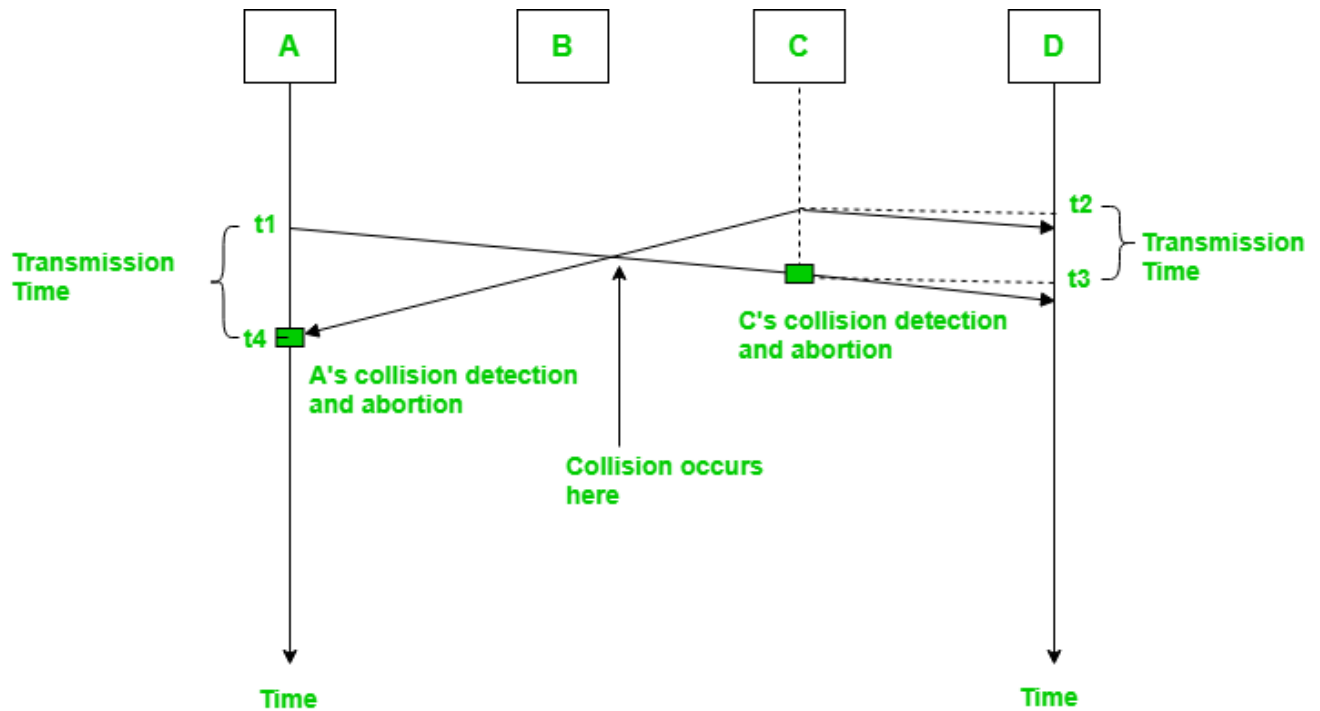 A
B
C
D
t1
t2
Transmission
Time
Transmission
Time
t3
t4
C's collision detection
and abortion
A's collision detection
and abortion
Collision occurs
here
Time
Time